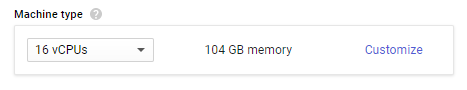 Machine type ?
16 vCPUs 104 GB memory Customize